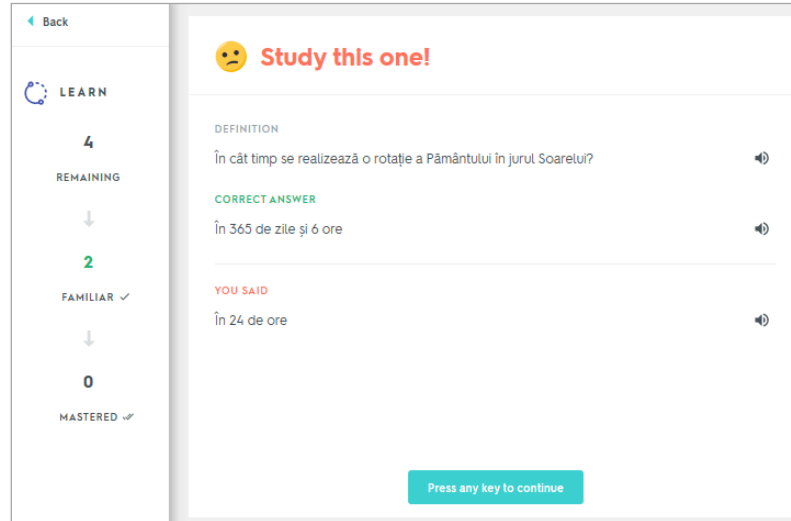 Back
LEARN
4
REMAINING
2
FAMILIAR
0
MASTERED
Study this one!
DEFINITION
În cât timp se realizează o rotație a Pământului în jurul Soarelui?
CORRECT ANSWER
În 365 de zile și 6 ore
YOU SAID
În 24 de ore
Press any key to continue